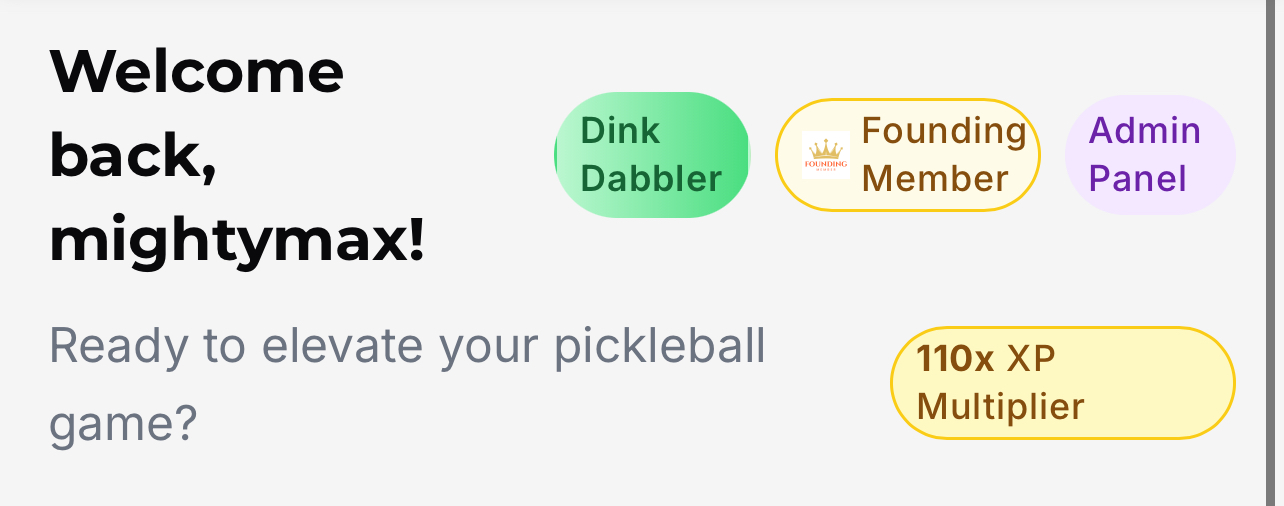 Welcome
back,
mightymax!
Dink
Dabbler
FOUNDING
MEMBER
Founding
Member
Admin
Panel
Ready to elevate your pickleball
game?
110x XP
Multiplier